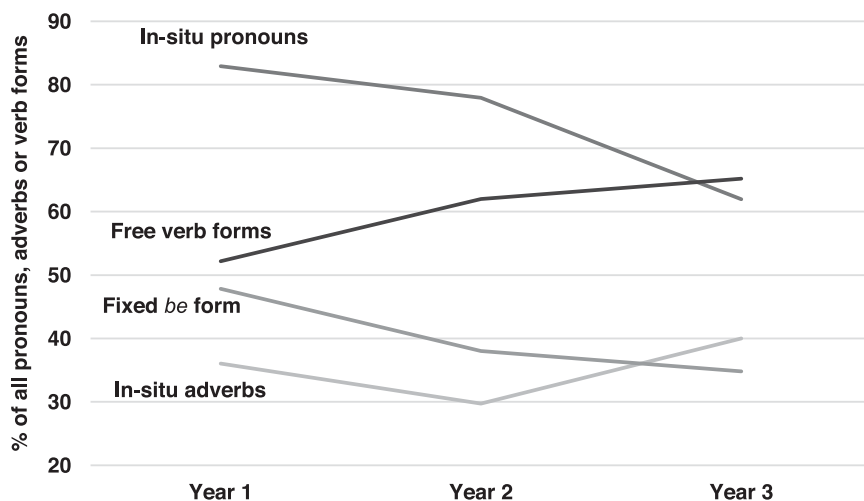 % of all pronouns, adverbs or verb forms
90
80
70
60
50
40
30
20
In-situ pronouns
Free verb forms
Fixed be form
In-situ adverbs
Year 1
Year 2
Year 3